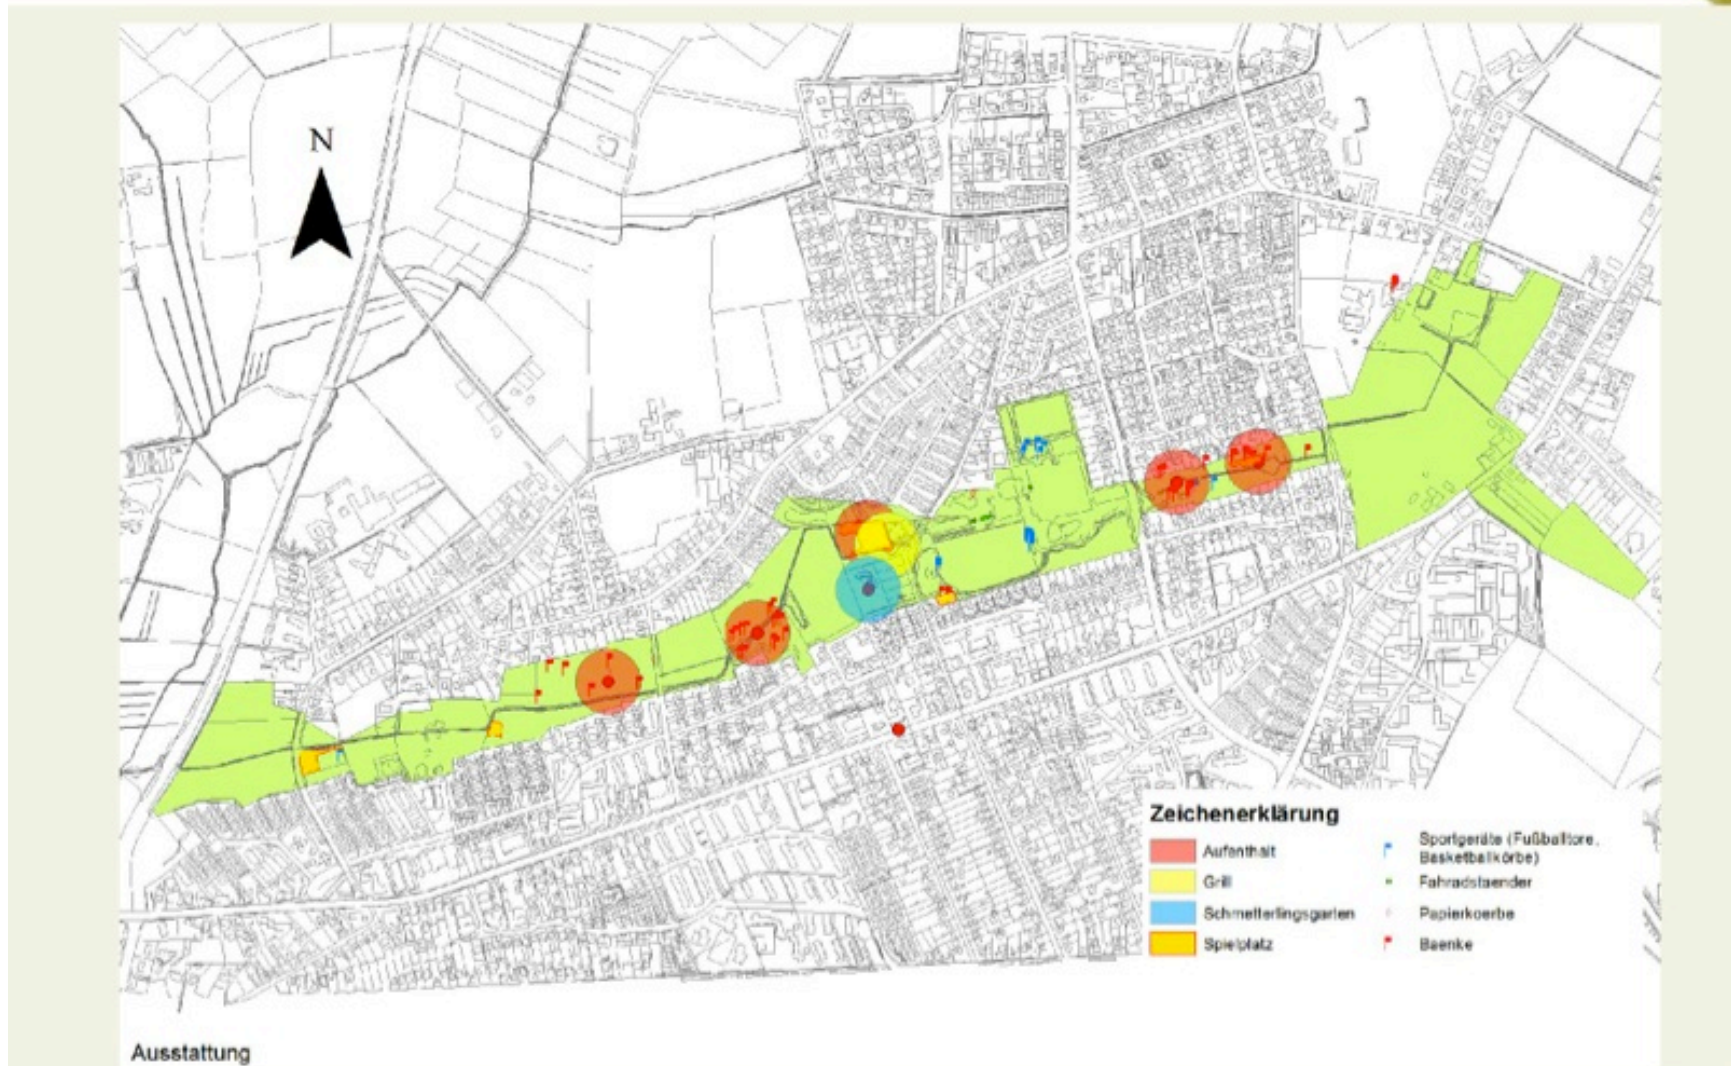 N
Zeichenerklärung
Aufenthalt
Grill
Schmetterlingsgarten
Spielplatz
Sportgeräte (Fußballtore,
Basketballkörbe)
Fahradstaender
Papierkoerbe
Baenke
Ausstattung